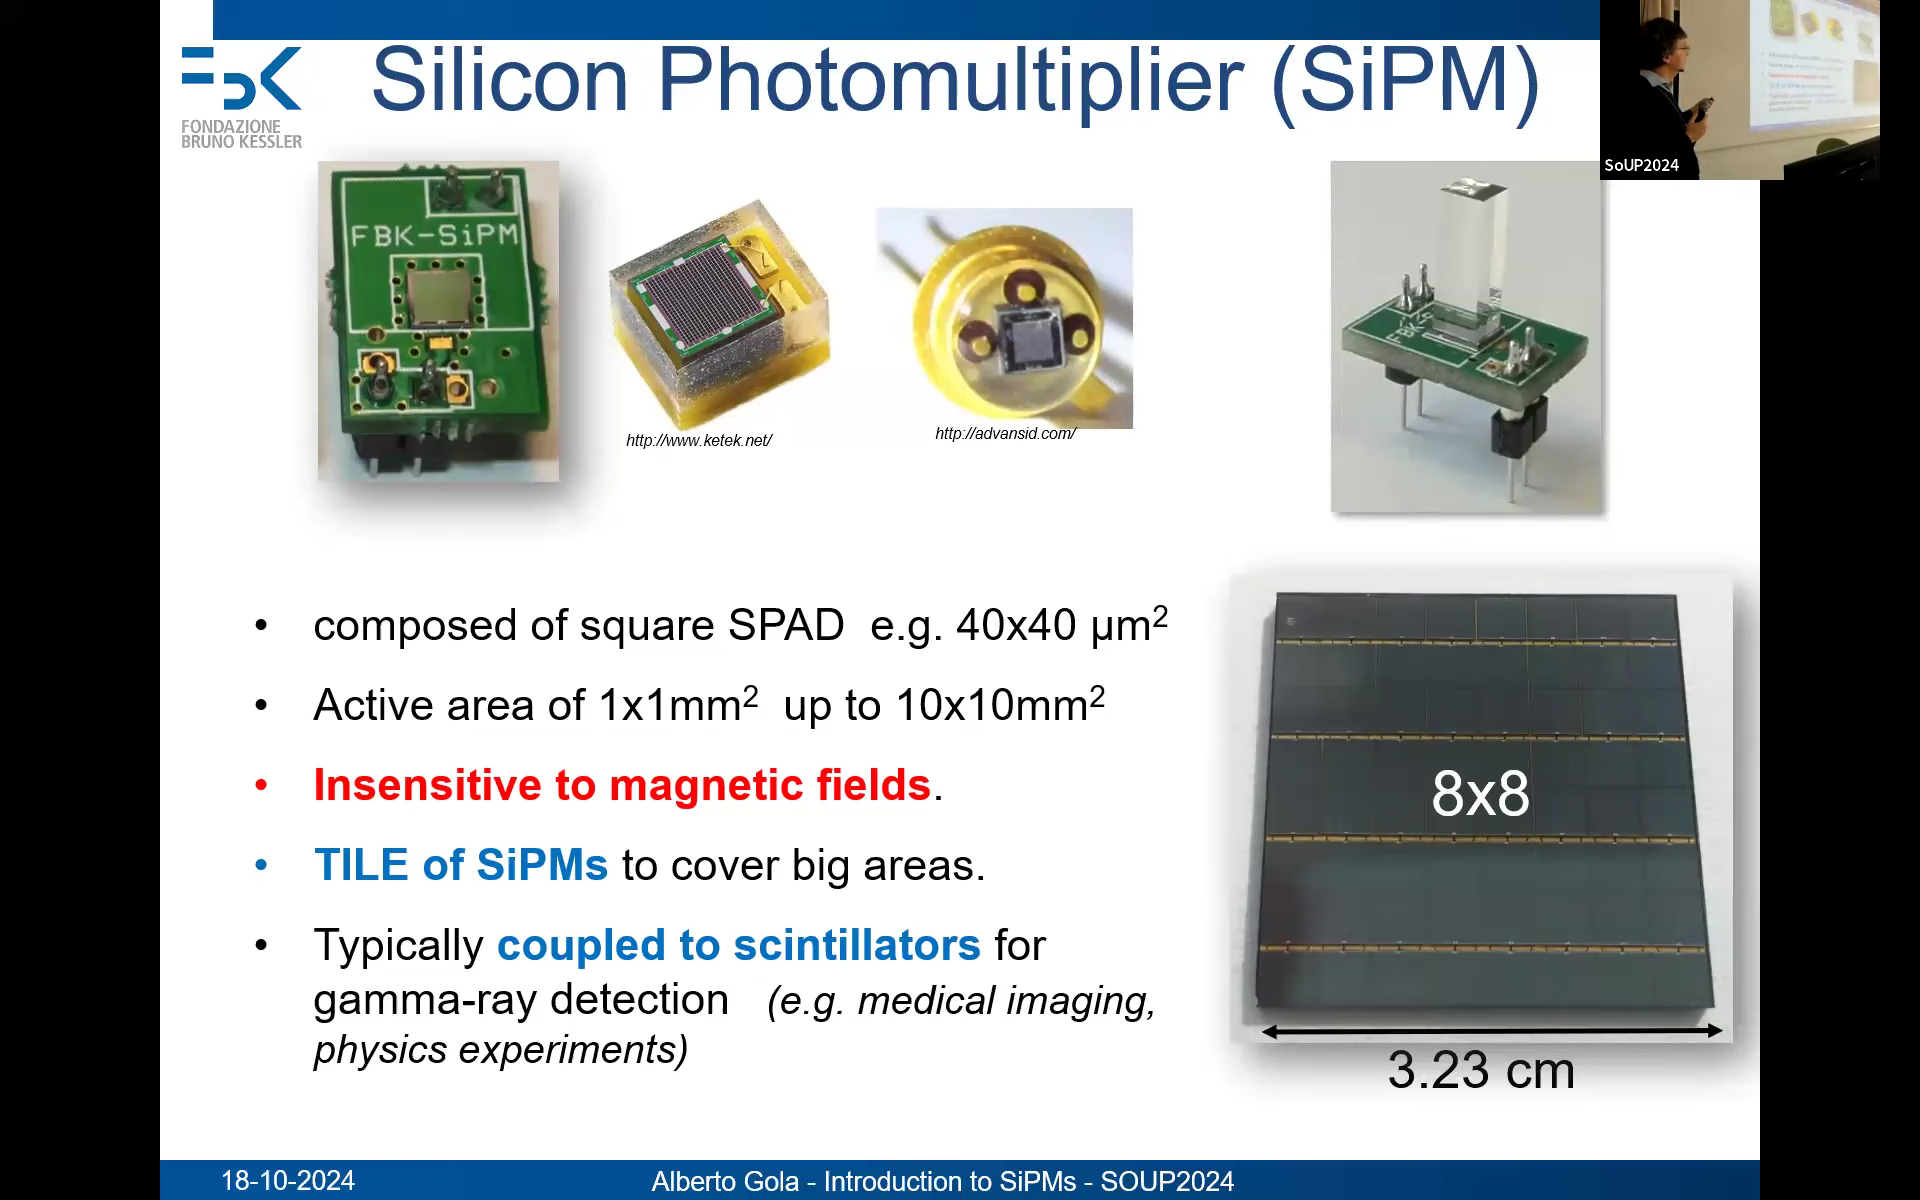 Silicon Photomultiplier (SiPM)
FBK
FONDAZIONE
BRUNO KESSLER
SoUP2024
FBK-SiPM
http://www.ketek.net/
http://advansid.com/
• composed of square SPAD e.g. 40x40 µm²
• Active area of 1x1mm² up to 10x10mm²
• Insensitive to magnetic fields.
• TILE of SiPMs to cover big areas.
• Typically coupled to scintillators for
gamma-ray detection (e.g. medical imaging,
physics experiments)
8x8
3.23 cm
18-10-2024
Alberto Gola - Introduction to SiPMs - SOUP2024